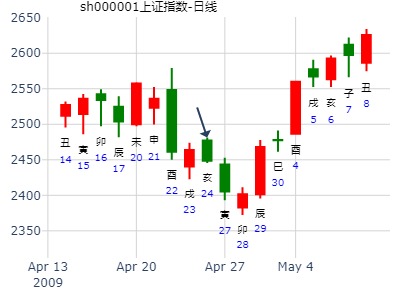 sh000001上证指数-日线
2650
2600
2550
2500
2450
2400
2350
丑
14
寅
15
卯
16
辰
17
未
20
申
21
酉
22
戌
23
亥
24
寅
27
卯
28
辰
29
巳
30
酉
4
戌
5
亥
6
子
7
丑
8
Apr 13
2009
Apr 20
Apr 27
May 4